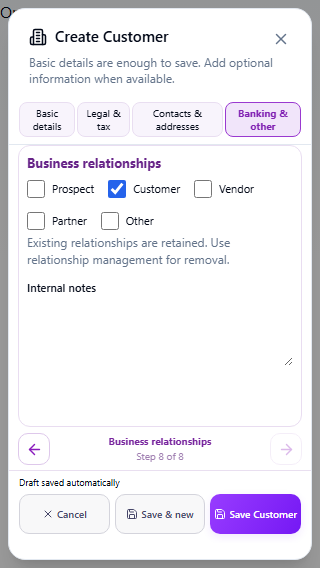 Create Customer
Basic details are enough to save. Add optional
information when available.
Basic
details
Legal &
tax
Contacts &
addresses
Banking &
other
Business relationships
Prospect
Customer
Vendor
Partner
Other
Existing relationships are retained. Use
relationship management for removal.
Internal notes
Business relationships
Step 8 of 8
Draft saved automatically
Cancel
Save & new
Save Customer